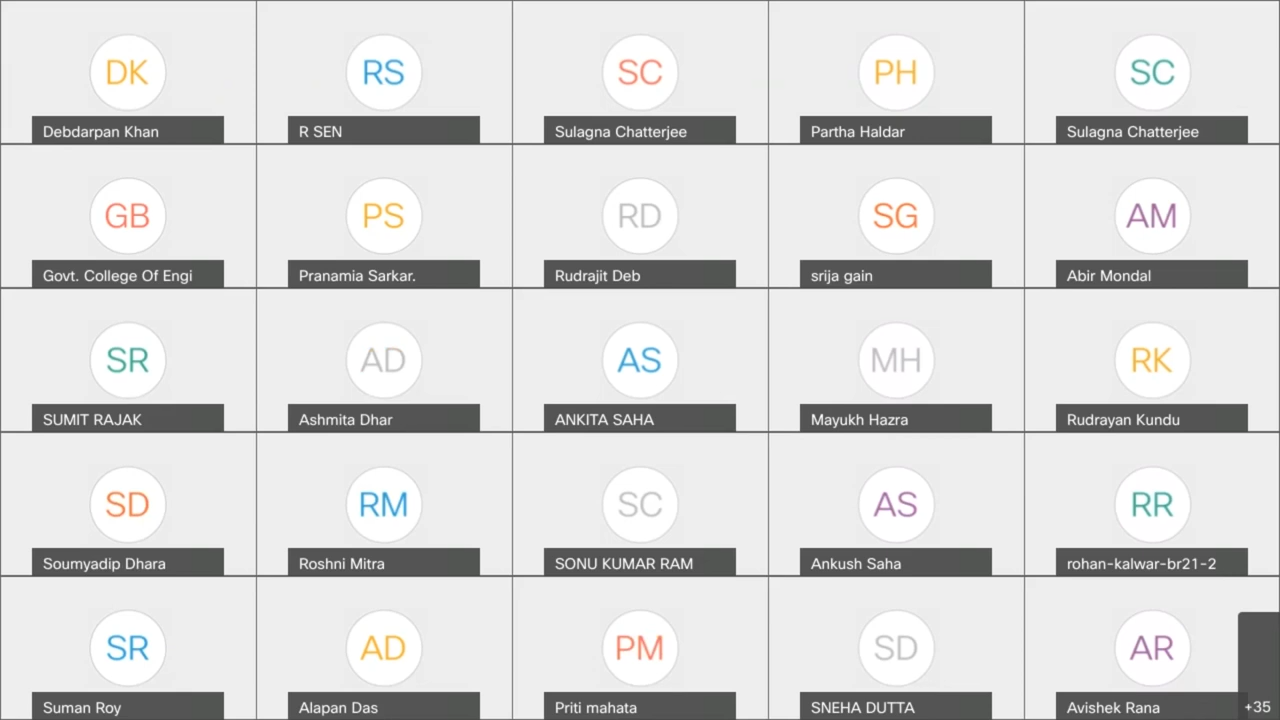 DK
RS
SC
PH
SC
Debdarpan Khan
R SEN
Sulagna Chatterjee
Partha Haldar
Sulagna Chatterjee
GB
PS
RD
SG
AM
Govt. College Of Engi
Pranamia Sarkar.
Rudrajit Deb
srija gain
Abir Mondal
SR
AD
AS
MH
RK
SUMIT RAJAK
Ashmita Dhar
ANKITA SAHA
Mayukh Hazra
Rudrayan Kundu
SD
RM
SC
AS
RR
Soumyadip Dhara
Roshni Mitra
SONU KUMAR RAM
Ankush Saha
rohan-kalwar-br21-2
SR
AD
PM
SD
AR
Suman Roy
Alapan Das
Priti mahata
SNEHA DUTTA
Avishek Rana
+35